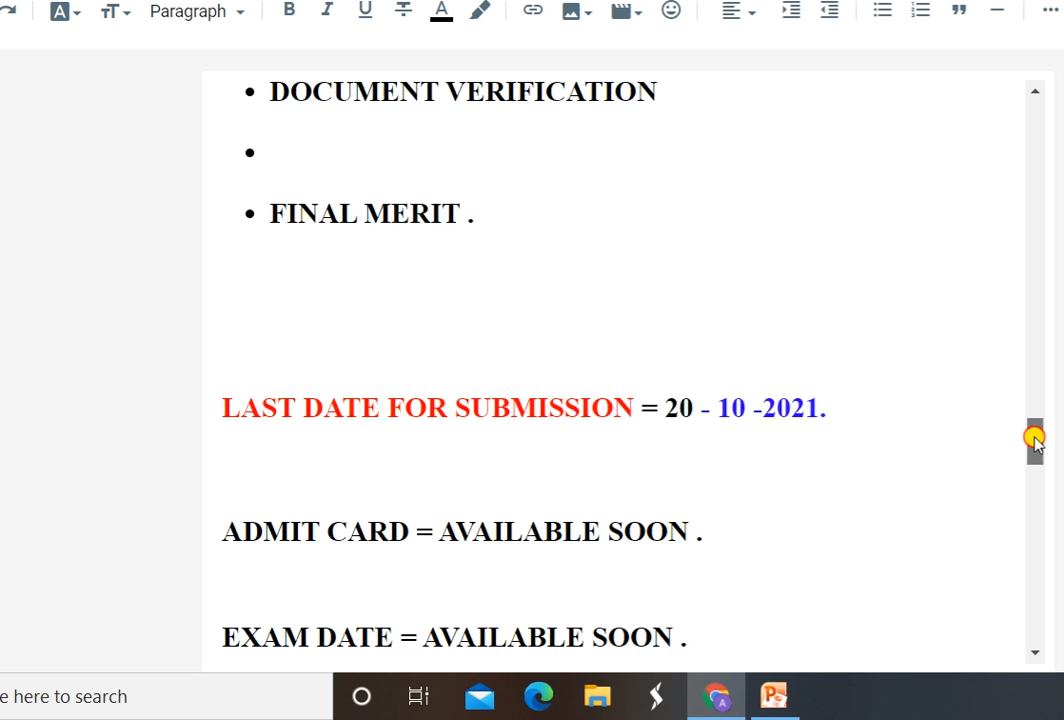 Paragraph
DOCUMENT VERIFICATION
FINAL MERIT .
LAST DATE FOR SUBMISSION = 20 - 10 -2021.
ADMIT CARD = AVAILABLE SOON .
EXAM DATE = AVAILABLE SOON .
e here to search